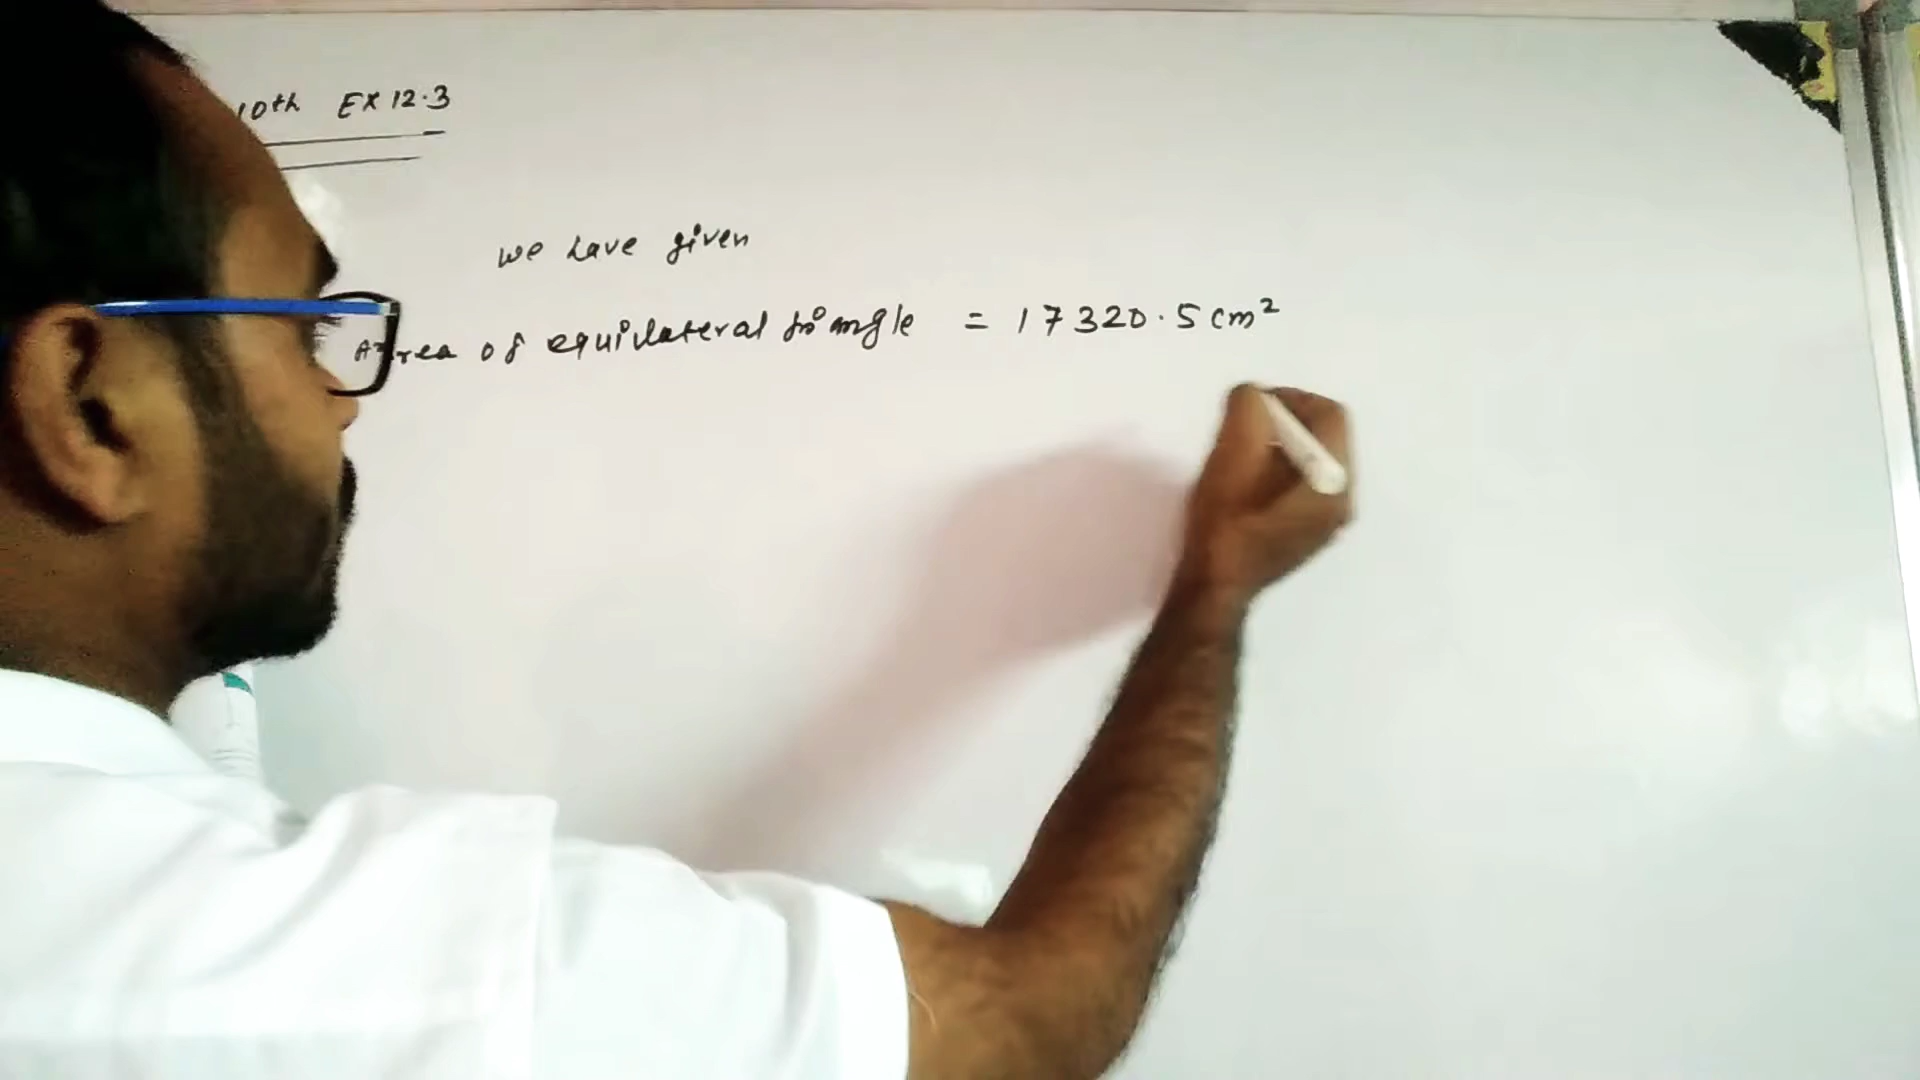 10th EX 12.3
we have given
Area of equilateral triangle = 17320.5 cm²